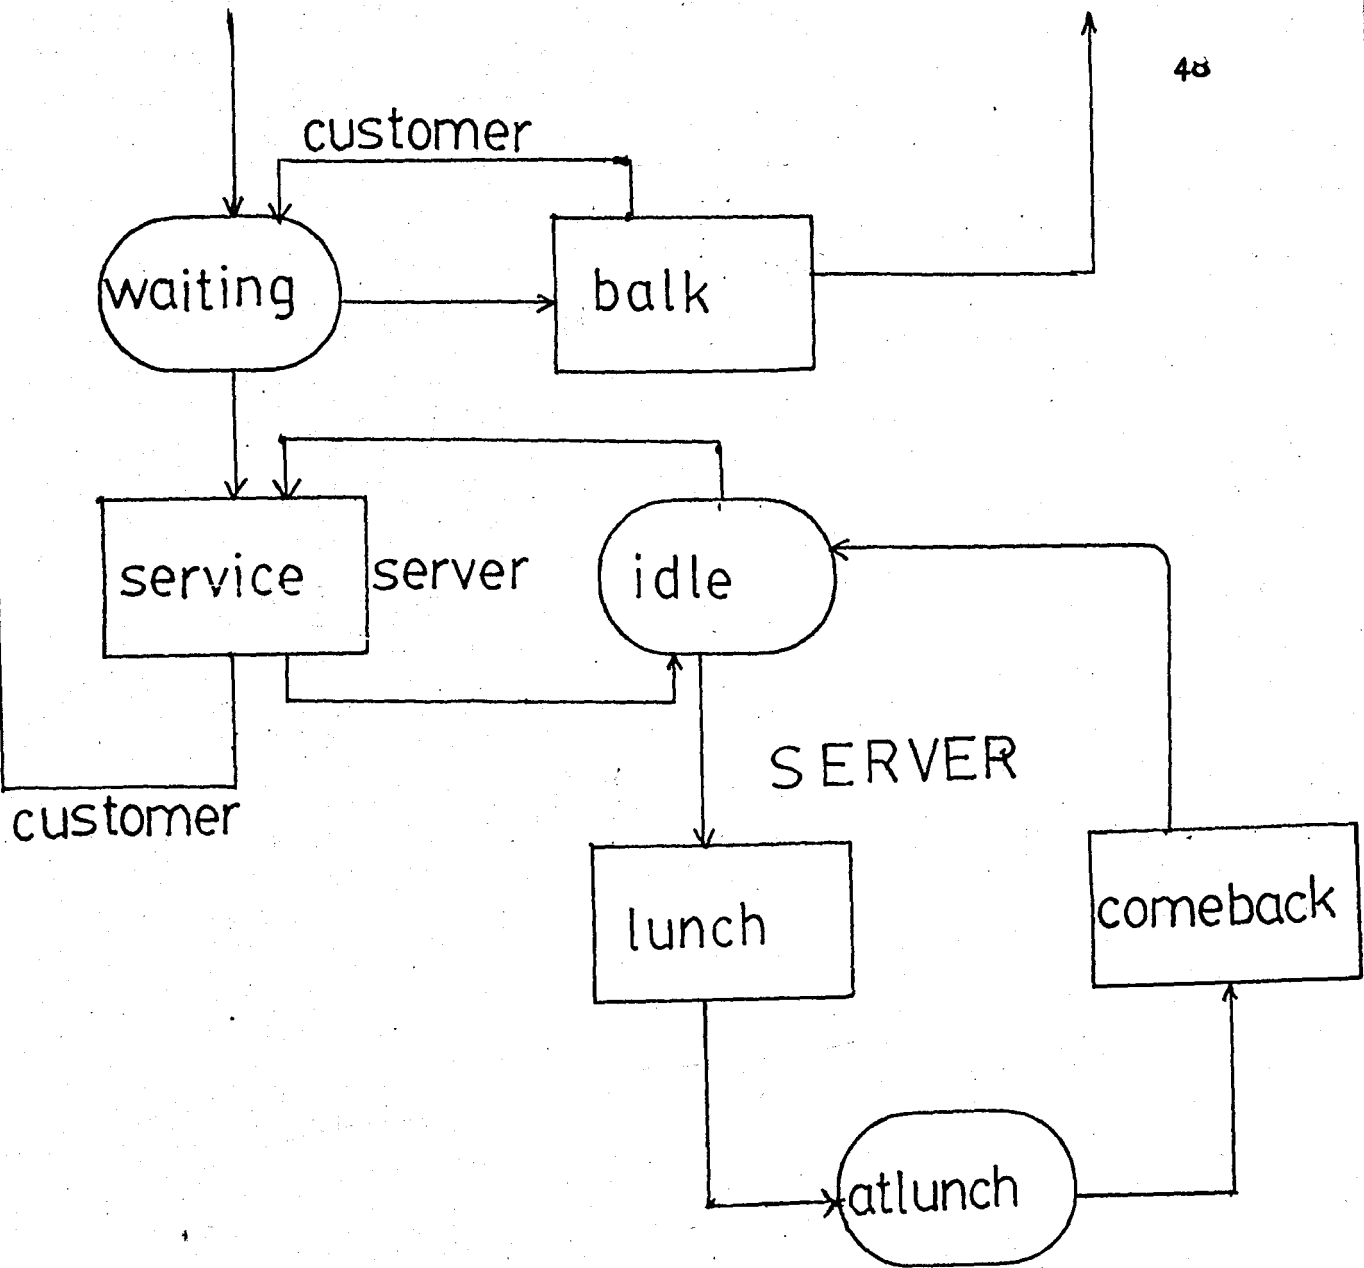 48
customer
waiting
balk
service
server
idle
SERVER
customer
lunch
comeback
atlunch